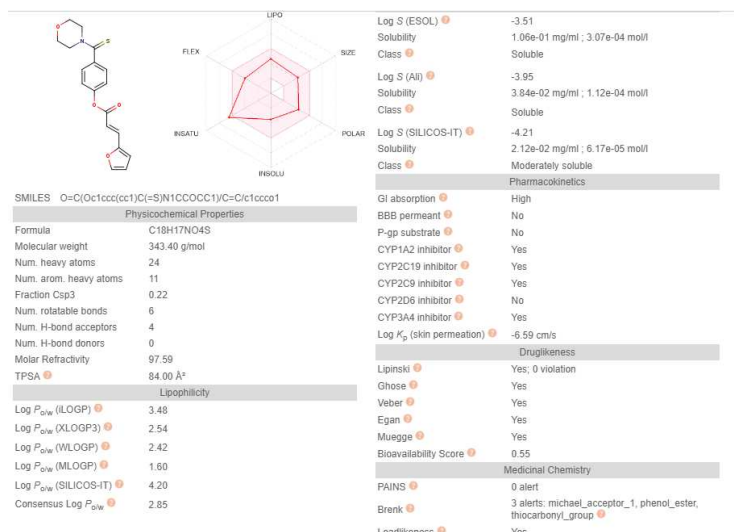 LIPO
FLEX
SIZE
INSATU
POLAR
INSOLU
O
N
S
O
O
O
SMILES O=C(Oc1ccc(cc1)C(=S)N1CCOCC1)/C=C/c1ccco1
Physicochemical Properties
Formula C18H17NO4S
Molecular weight 343.40 g/mol
Num. heavy atoms 24
Num. arom. heavy atoms 11
Fraction Csp3 0.22
Num. rotatable bonds 6
Num. H-bond acceptors 4
Num. H-bond donors 0
Molar Refractivity 97.59
TPSA ? 84.00 Å²
Lipophilicity
Log Po/w (iLOGP) ? 3.48
Log Po/w (XLOGP3) ? 2.54
Log Po/w (WLOGP) ? 2.42
Log Po/w (MLOGP) ? 1.60
Log Po/w (SILICOS-IT) ? 4.20
Consensus Log Po/w ? 2.85
Log S (ESOL) ? -3.51
Solubility 1.06e-01 mg/ml ; 3.07e-04 mol/l
Class ? Soluble
Log S (Ali) ? -3.95
Solubility 3.84e-02 mg/ml ; 1.12e-04 mol/l
Class ? Soluble
Log S (SILICOS-IT) ? -4.21
Solubility 2.12e-02 mg/ml ; 6.17e-05 mol/l
Class ? Moderately soluble
Pharmacokinetics
GI absorption ? High
BBB permeant ? No
P-gp substrate ? No
CYP1A2 inhibitor ? Yes
CYP2C19 inhibitor ? Yes
CYP2C9 inhibitor ? Yes
CYP2D6 inhibitor ? No
CYP3A4 inhibitor ? Yes
Log Kp (skin permeation) ? -6.59 cm/s
Druglikeness
Lipinski ? Yes; 0 violation
Ghose ? Yes
Veber ? Yes
Egan ? Yes
Muegge ? Yes
Bioavailability Score ? 0.55
Medicinal Chemistry
PAINS ? 0 alert
Brenk ? 3 alerts: michael_acceptor_1, phenol_ester,
thiocarbonyl_group ?
Leadlikeness ? Yes